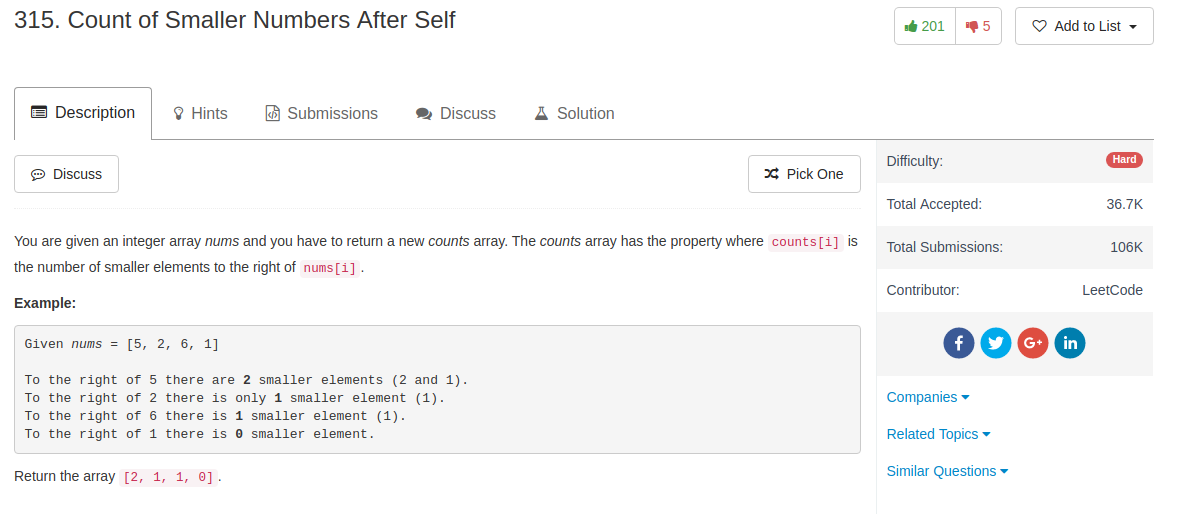 315. Count of Smaller Numbers After Self
201
5
Add to List
Description
Hints
Submissions
Discuss
Solution
Discuss
Pick One
You are given an integer array nums and you have to return a new counts array. The counts array has the property where counts[i] is
the number of smaller elements to the right of nums[i].
Example:
Given nums = [5, 2, 6, 1]
To the right of 5 there are 2 smaller elements (2 and 1).
To the right of 2 there is only 1 smaller element (1).
To the right of 6 there is 1 smaller element (1).
To the right of 1 there is 0 smaller element.
Return the array [2, 1, 1, 0].
Difficulty: Hard
Total Accepted: 36.7K
Total Submissions: 106K
Contributor: LeetCode
f
G+
in
Companies
Related Topics
Similar Questions